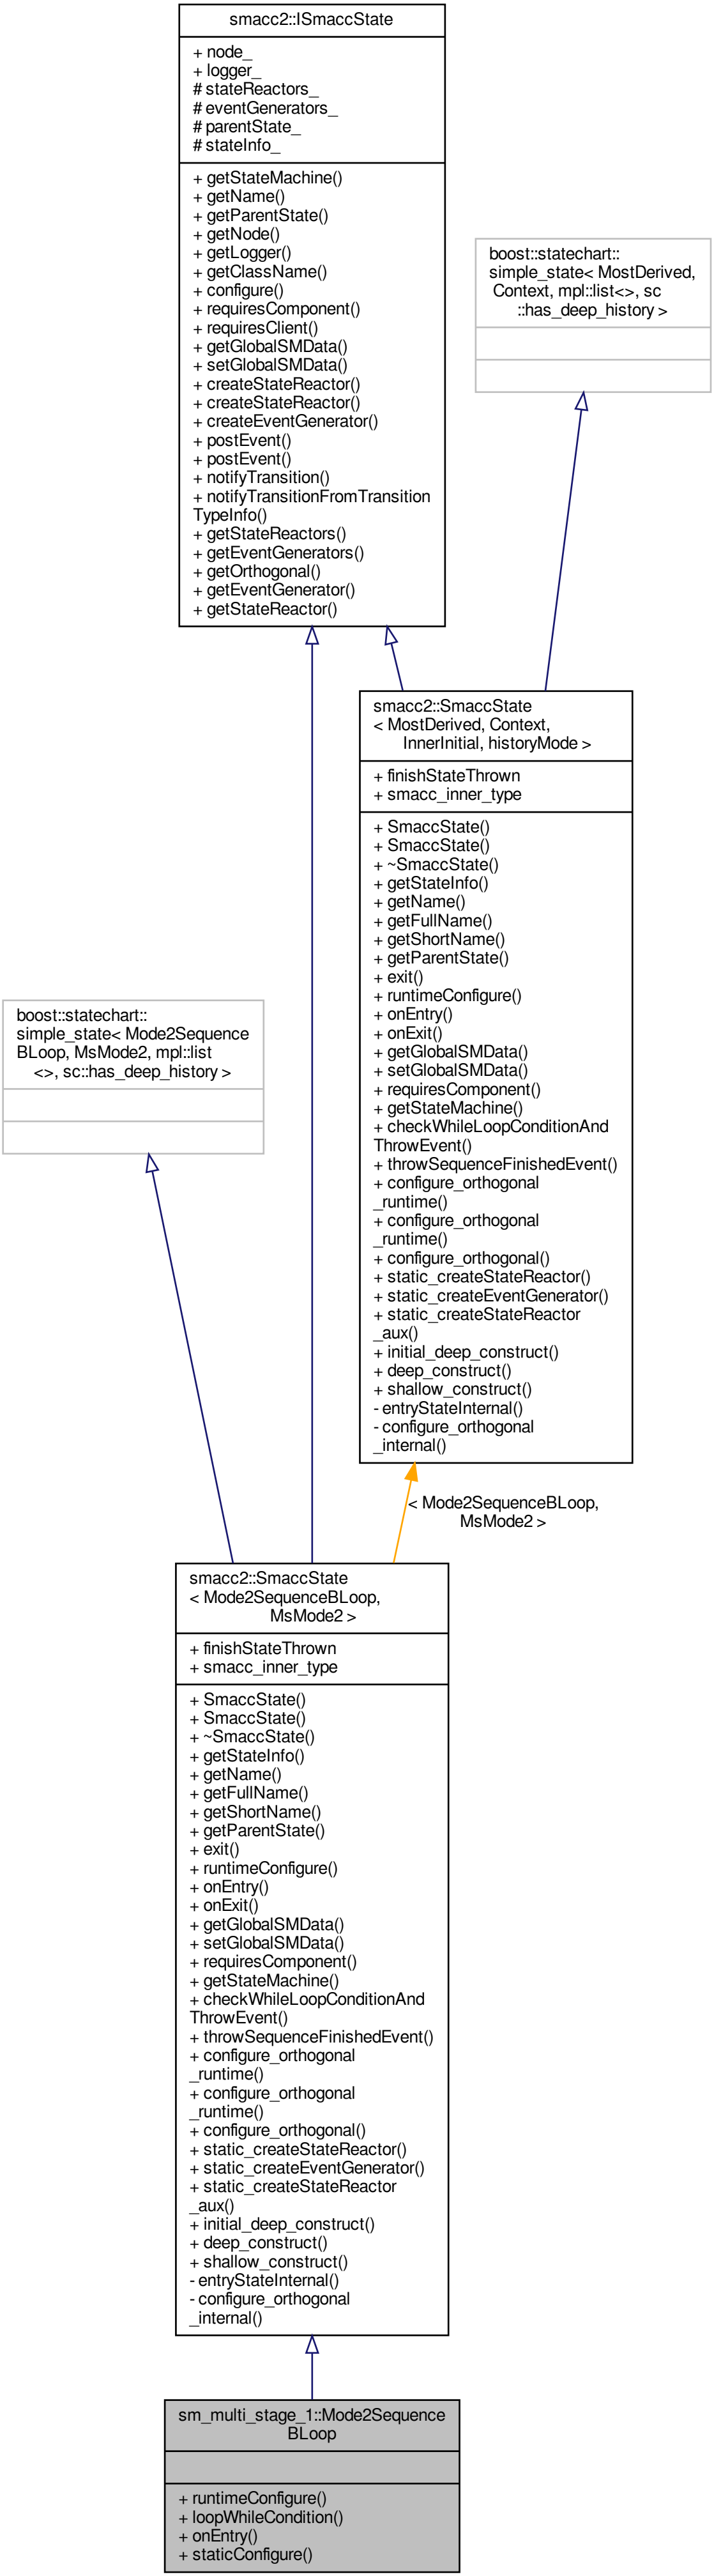 smacc2::ISmaccState
+ node_
+ logger_
# stateReactors_
# eventGenerators_
# parentState_
# stateInfo_
+ getStateMachine()
+ getName()
+ getParentState()
+ getNode()
+ getLogger()
+ getClassName()
+ configure()
+ requiresComponent()
+ requiresClient()
+ getGlobalSMData()
+ setGlobalSMData()
+ createStateReactor()
+ createStateReactor()
+ createEventGenerator()
+ postEvent()
+ postEvent()
+ notifyTransition()
+ notifyTransitionFromTransition
TypeInfo()
+ getStateReactors()
+ getEventGenerators()
+ getOrthogonal()
+ getEventGenerator()
+ getStateReactor()
boost::statechart::
simple_state< MostDerived,
Context, mpl::list<>, sc
::has_deep_history >
smacc2::SmaccState
< MostDerived, Context,
InnerInitial, historyMode >
+ finishStateThrown
+ smacc_inner_type
+ SmaccState()
+ SmaccState()
+ ~SmaccState()
+ getStateInfo()
+ getName()
+ getFullName()
+ getShortName()
+ getParentState()
+ exit()
+ runtimeConfigure()
+ onEntry()
+ onExit()
+ getGlobalSMData()
+ setGlobalSMData()
+ requiresComponent()
+ getStateMachine()
+ checkWhileLoopConditionAnd
ThrowEvent()
+ throwSequenceFinishedEvent()
+ configure_orthogonal
_runtime()
+ configure_orthogonal
_runtime()
+ configure_orthogonal()
+ static_createStateReactor()
+ static_createEventGenerator()
+ static_createStateReactor
_aux()
+ initial_deep_construct()
+ deep_construct()
+ shallow_construct()
- entryStateInternal()
- configure_orthogonal
_internal()
boost::statechart::
simple_state< Mode2Sequence
BLoop, MsMode2, mpl::list
<>, sc::has_deep_history >
< Mode2SequenceBLoop,
MsMode2 >
smacc2::SmaccState
< Mode2SequenceBLoop,
MsMode2 >
+ finishStateThrown
+ smacc_inner_type
+ SmaccState()
+ SmaccState()
+ ~SmaccState()
+ getStateInfo()
+ getName()
+ getFullName()
+ getShortName()
+ getParentState()
+ exit()
+ runtimeConfigure()
+ onEntry()
+ onExit()
+ getGlobalSMData()
+ setGlobalSMData()
+ requiresComponent()
+ getStateMachine()
+ checkWhileLoopConditionAnd
ThrowEvent()
+ throwSequenceFinishedEvent()
+ configure_orthogonal
_runtime()
+ configure_orthogonal
_runtime()
+ configure_orthogonal()
+ static_createStateReactor()
+ static_createEventGenerator()
+ static_createStateReactor
_aux()
+ initial_deep_construct()
+ deep_construct()
+ shallow_construct()
- entryStateInternal()
- configure_orthogonal
_internal()
sm_multi_stage_1::Mode2Sequence
BLoop
+ runtimeConfigure()
+ loopWhileCondition()
+ onEntry()
+ staticConfigure()